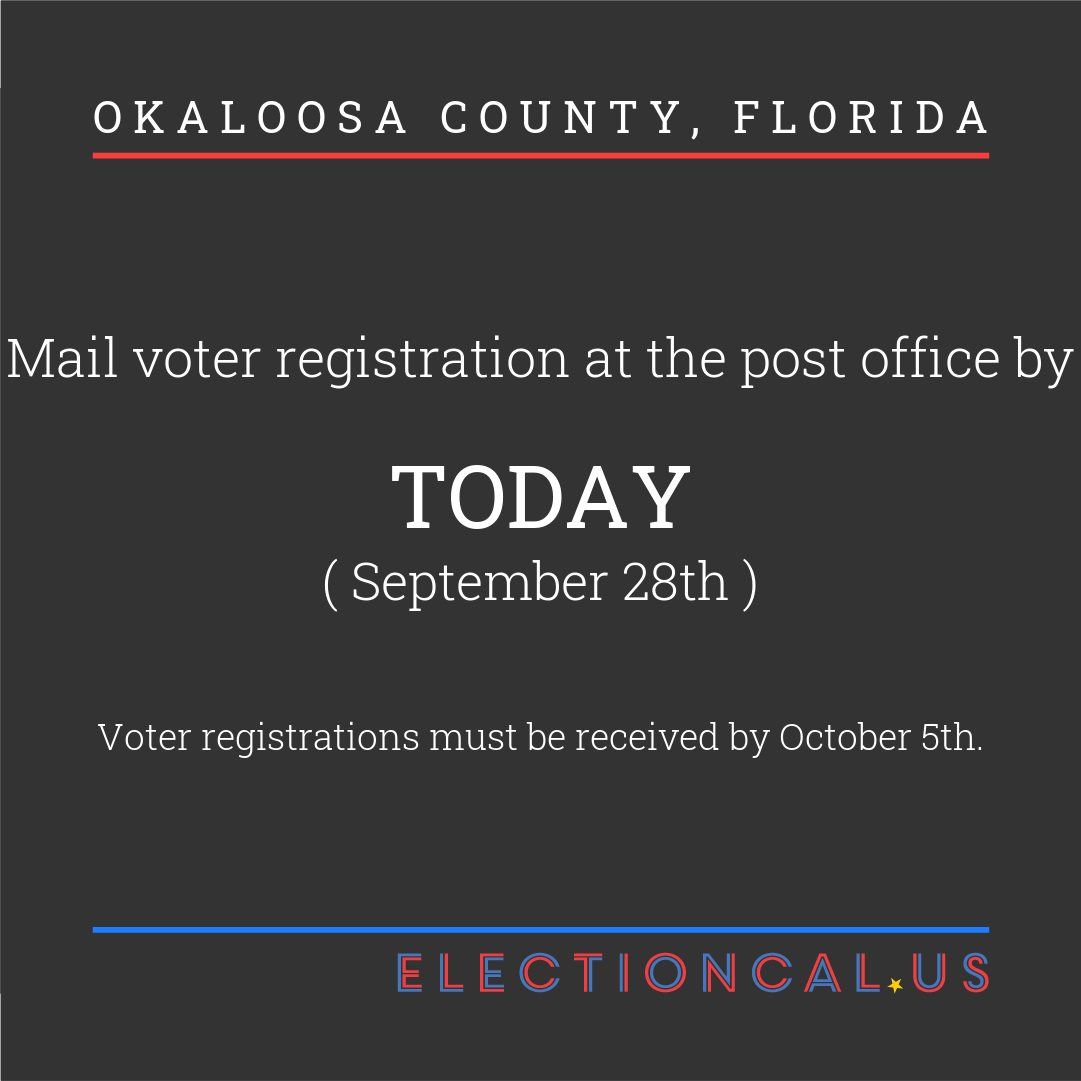 OKALOOSA COUNTY, FLORIDA
Mail voter registration at the post office by
TODAY
( September 28th )
Voter registrations must be received by October 5th.
ELECTIONCAL.US